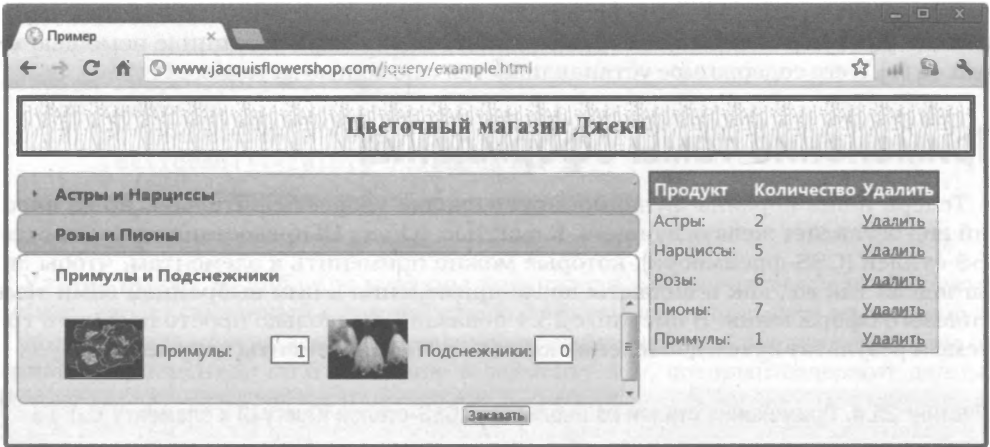 Пример
www.jacquisflowershop.com/jquery/example.html
Цветочный магазин Джеки
Астры и Нарциссы
Розы и Пионы
Примулы и Подснежники
Примулы: 1 Подснежники: 0
Продукт Количество Удалить
Астры: 2 Удалить
Нарциссы: 5 Удалить
Розы: 6 Удалить
Пионы: 7 Удалить
Примулы: 1 Удалить
Заказать